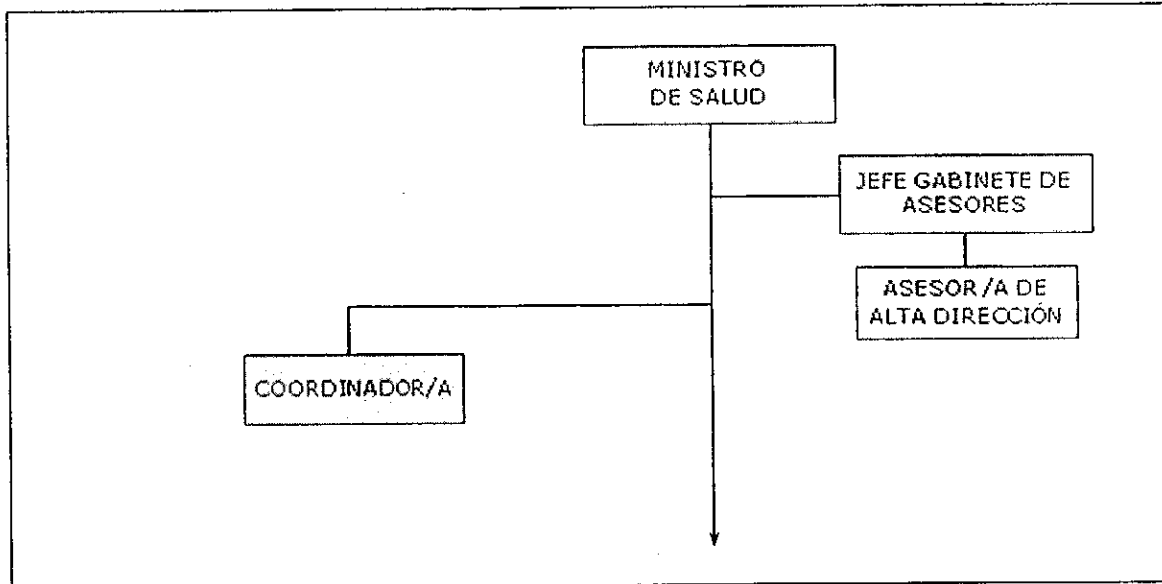 MINISTRO
DE SALUD
JEFE GABINETE DE
ASESORES
ASESOR/A DE
ALTA DIRECCIÓN
COORDINADOR/A